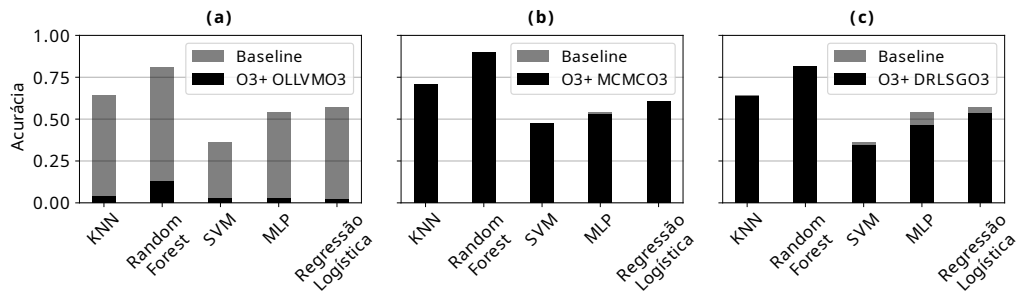 (a)
Acurácia
1.00
0.75
0.50
0.25
0.00
Baseline
O3+ OLLVMO3
KNN
Random
Forest
SVM
MLP
Regressão
Logística
(b)
Baseline
O3+ MCMCO3
KNN
Random
Forest
SVM
MLP
Regressão
Logística
(c)
Baseline
O3+ DRLSGO3
KNN
Random
Forest
SVM
MLP
Regressão
Logística